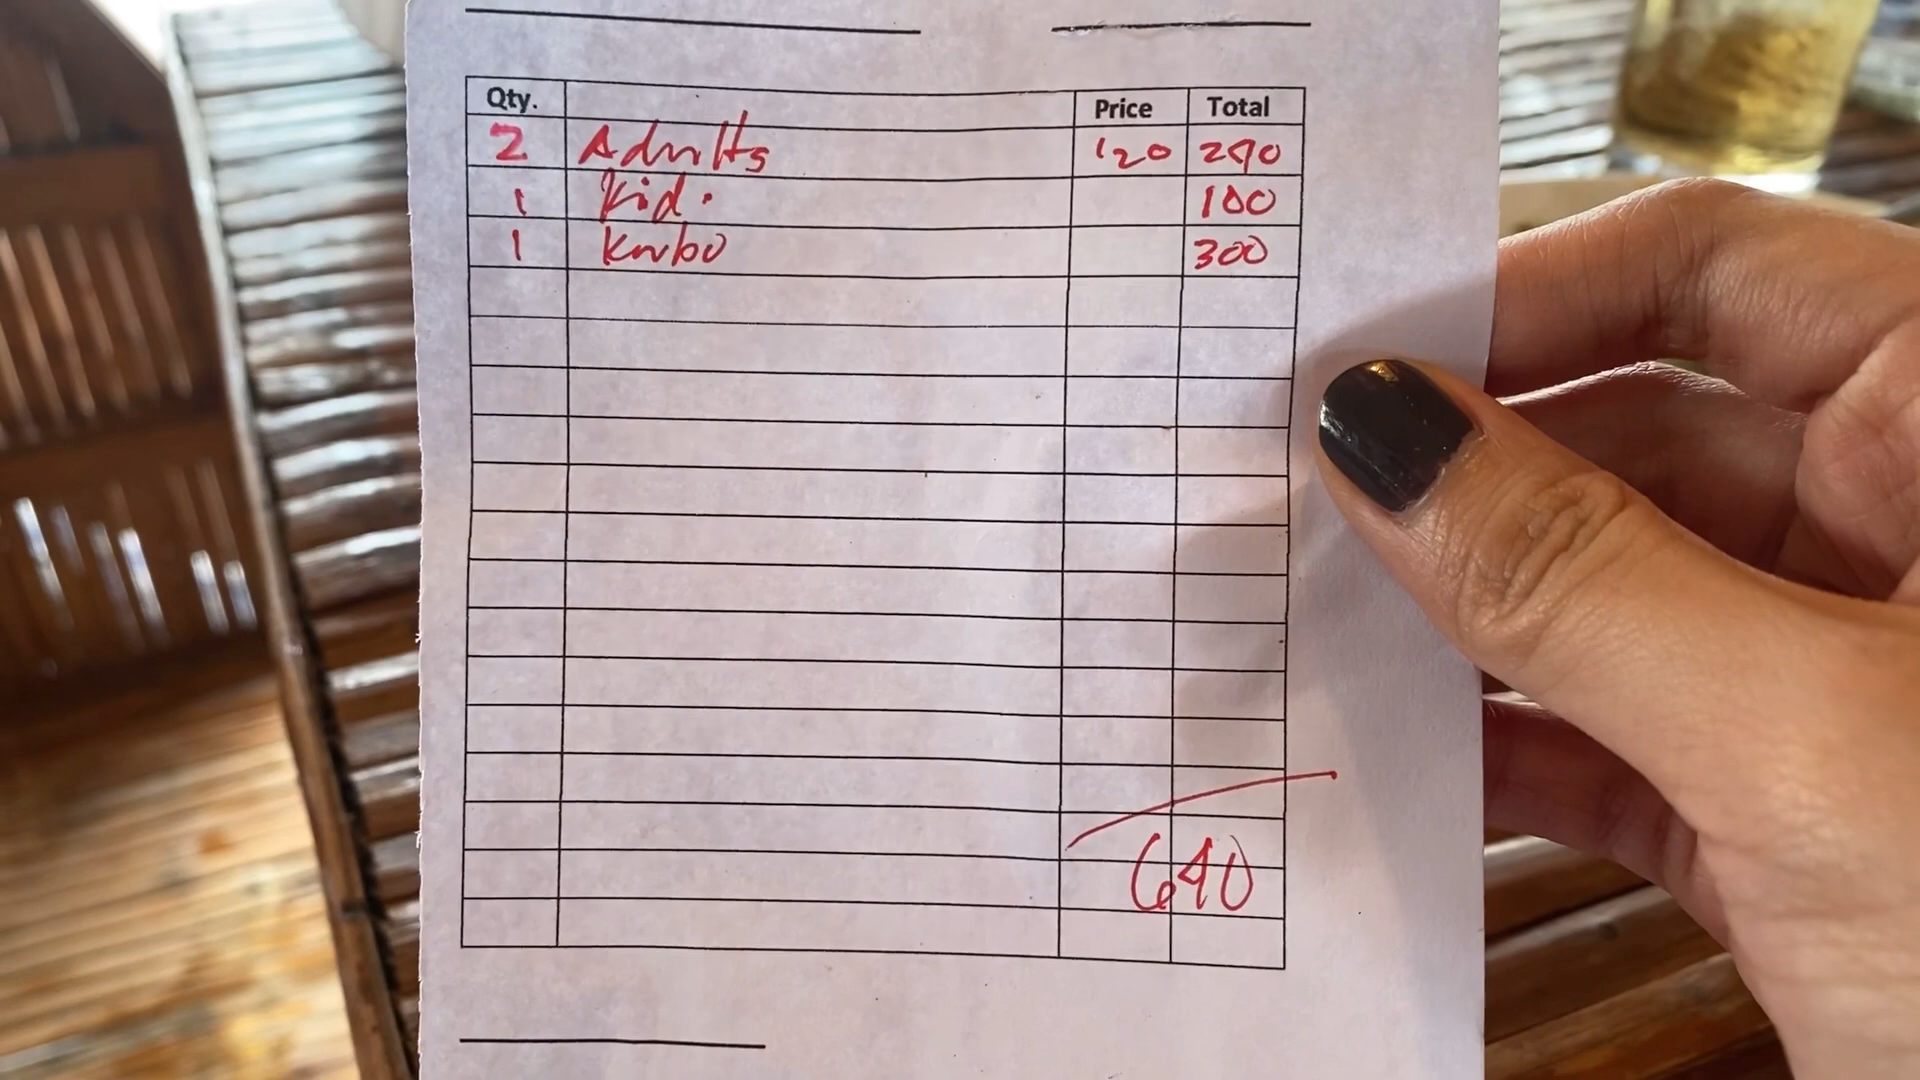 Qty. Price Total
2 Adults 120 240
1 Kid. 100
1 Kubo 300
640